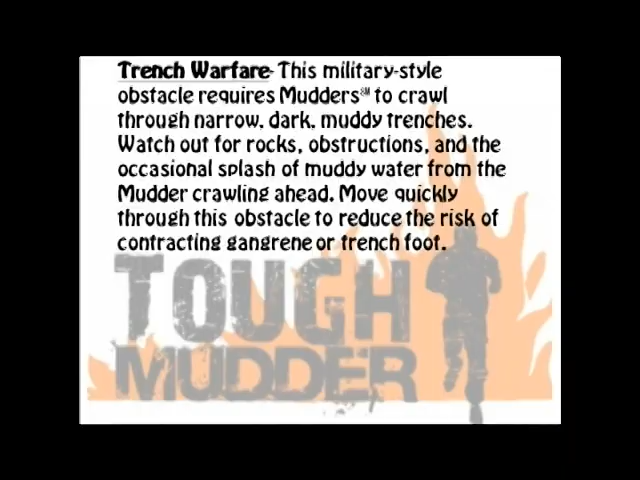 Trench Warfare- This military-style
obstacle requires Mudders℠ to crawl
through narrow, dark, muddy trenches.
Watch out for rocks, obstructions, and the
occasional splash of muddy water from the
Mudder crawling ahead. Move quickly
through this obstacle to reduce the risk of
contracting gangrene or trench foot.
TOUGH
MUDDER